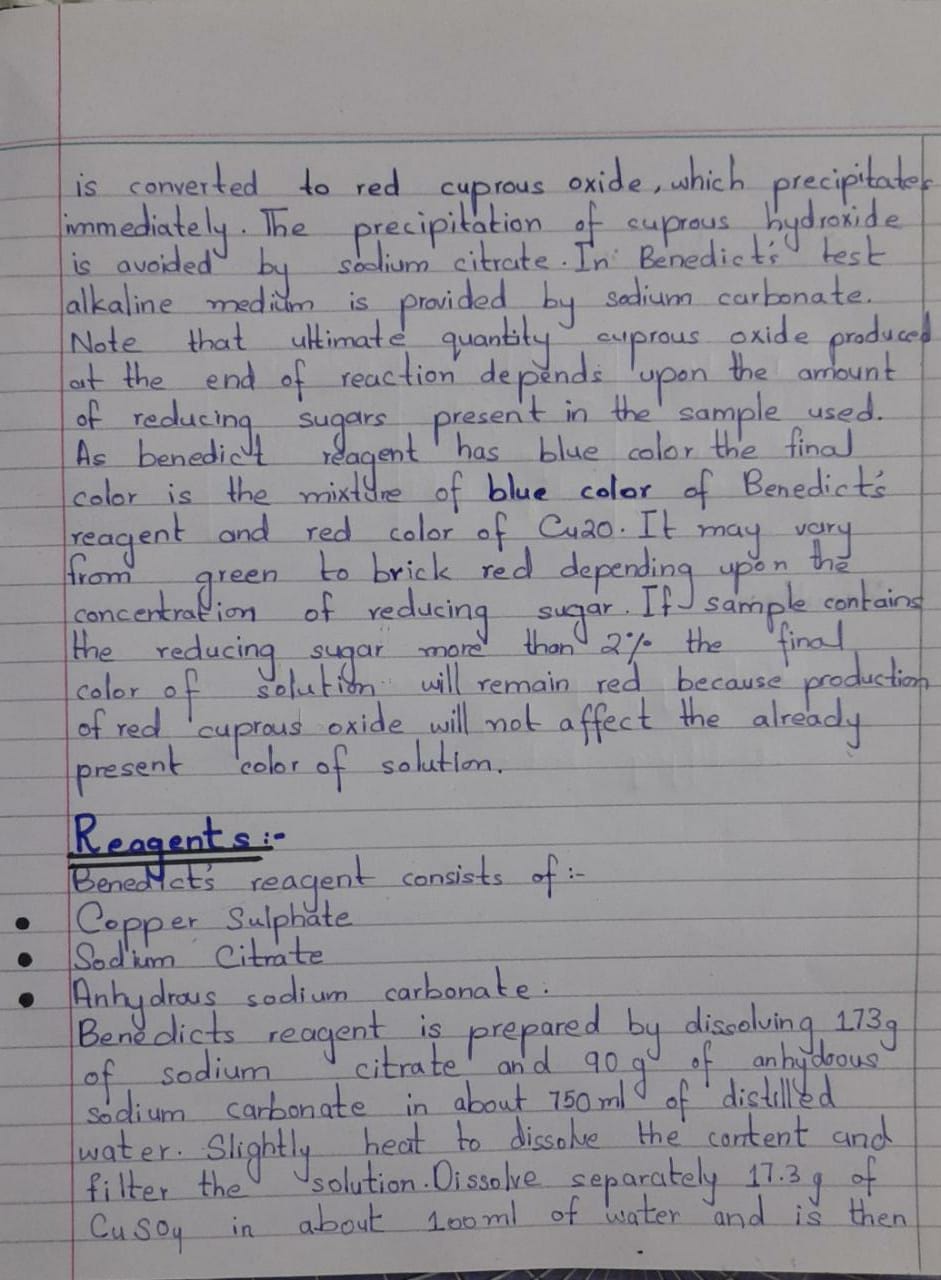 is converted to red cuprous oxide, which precipitates
immediately. The precipitation of cuprous hydroxide
is avoided by sodium citrate. In Benedict's test
alkaline medium is provided by sodium carbonate.
Note that ultimate quantity cuprous oxide produced
at the end of reaction depends upon the amount
of reducing sugars present in the sample used.
As benedict reagent has blue color the final
color is the mixture of blue color of Benedict's
reagent and red color of Cu2O. It may vary
from green to brick red depending upon the
concentration of reducing sugar. If sample contains
the reducing sugar more than 2% the final
color of solution will remain red because production
of red cuprous oxide will not affect the already
present color of solution.
Reagents:-
Benedict's reagent consists of :-
• Copper Sulphate
• Sodium Citrate
• Anhydrous sodium carbonate.
Benedicts reagent is prepared by dissolving 173g
of sodium citrate and 90g of anhydrous
sodium carbonate in about 750ml of distilled
water. Slightly heat to dissolve the content and
filter the solution. Dissolve separately 17.3g of
CuSO4 in about 100ml of water and is then